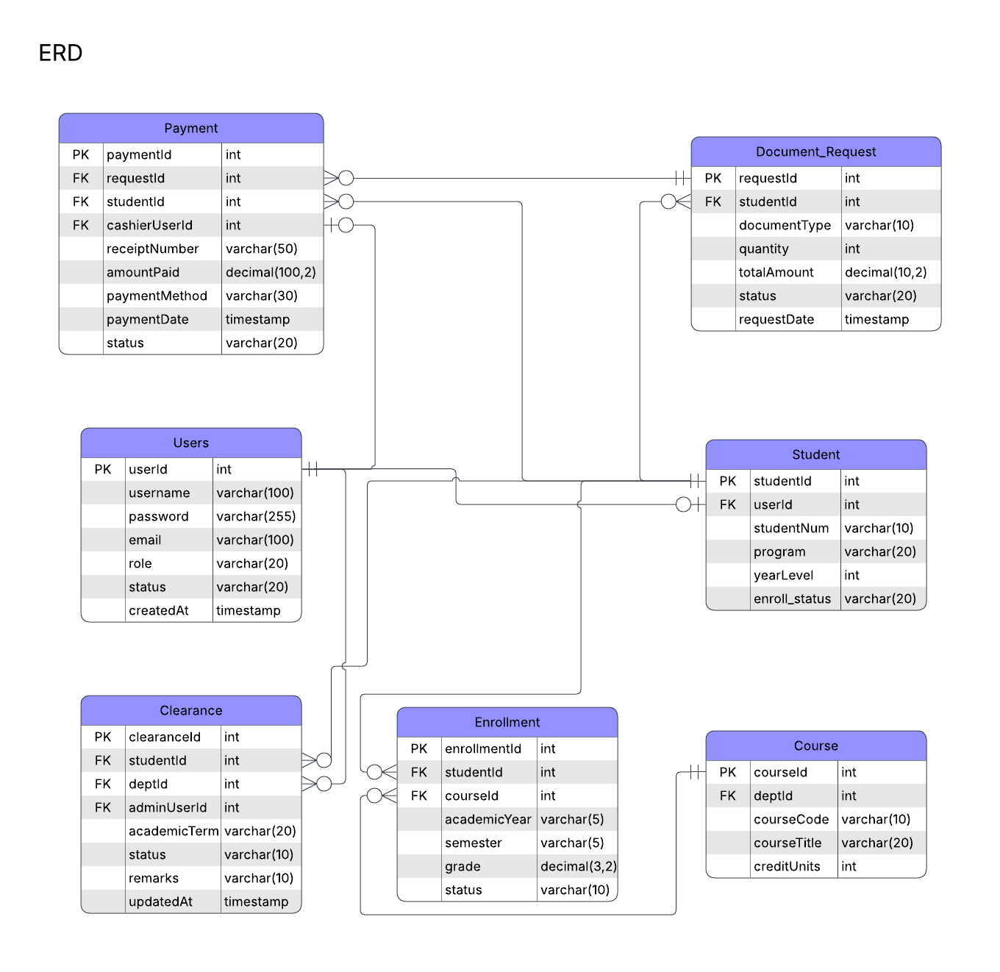 ERD
Payment
PK paymentId int
FK requestId int
FK studentId int
FK cashierUserId int
receiptNumber varchar(50)
amountPaid decimal(100,2)
paymentMethod varchar(30)
paymentDate timestamp
status varchar(20)
Document_Request
PK requestId int
FK studentId int
documentType varchar(10)
quantity int
totalAmount decimal(10,2)
status varchar(20)
requestDate timestamp
Users
PK userId int
username varchar(100)
password varchar(255)
email varchar(100)
role varchar(20)
status varchar(20)
createdAt timestamp
Student
PK studentId int
FK userId int
studentNum varchar(10)
program varchar(20)
yearLevel int
enroll_status varchar(20)
Clearance
PK clearanceId int
FK studentId int
FK deptId int
FK adminUserId int
academicTerm varchar(20)
status varchar(10)
remarks varchar(10)
updatedAt timestamp
Enrollment
PK enrollmentId int
FK studentId int
FK courseId int
academicYear varchar(5)
semester varchar(5)
grade decimal(3,2)
status varchar(10)
Course
PK courseId int
FK deptId int
courseCode varchar(10)
courseTitle varchar(20)
creditUnits int